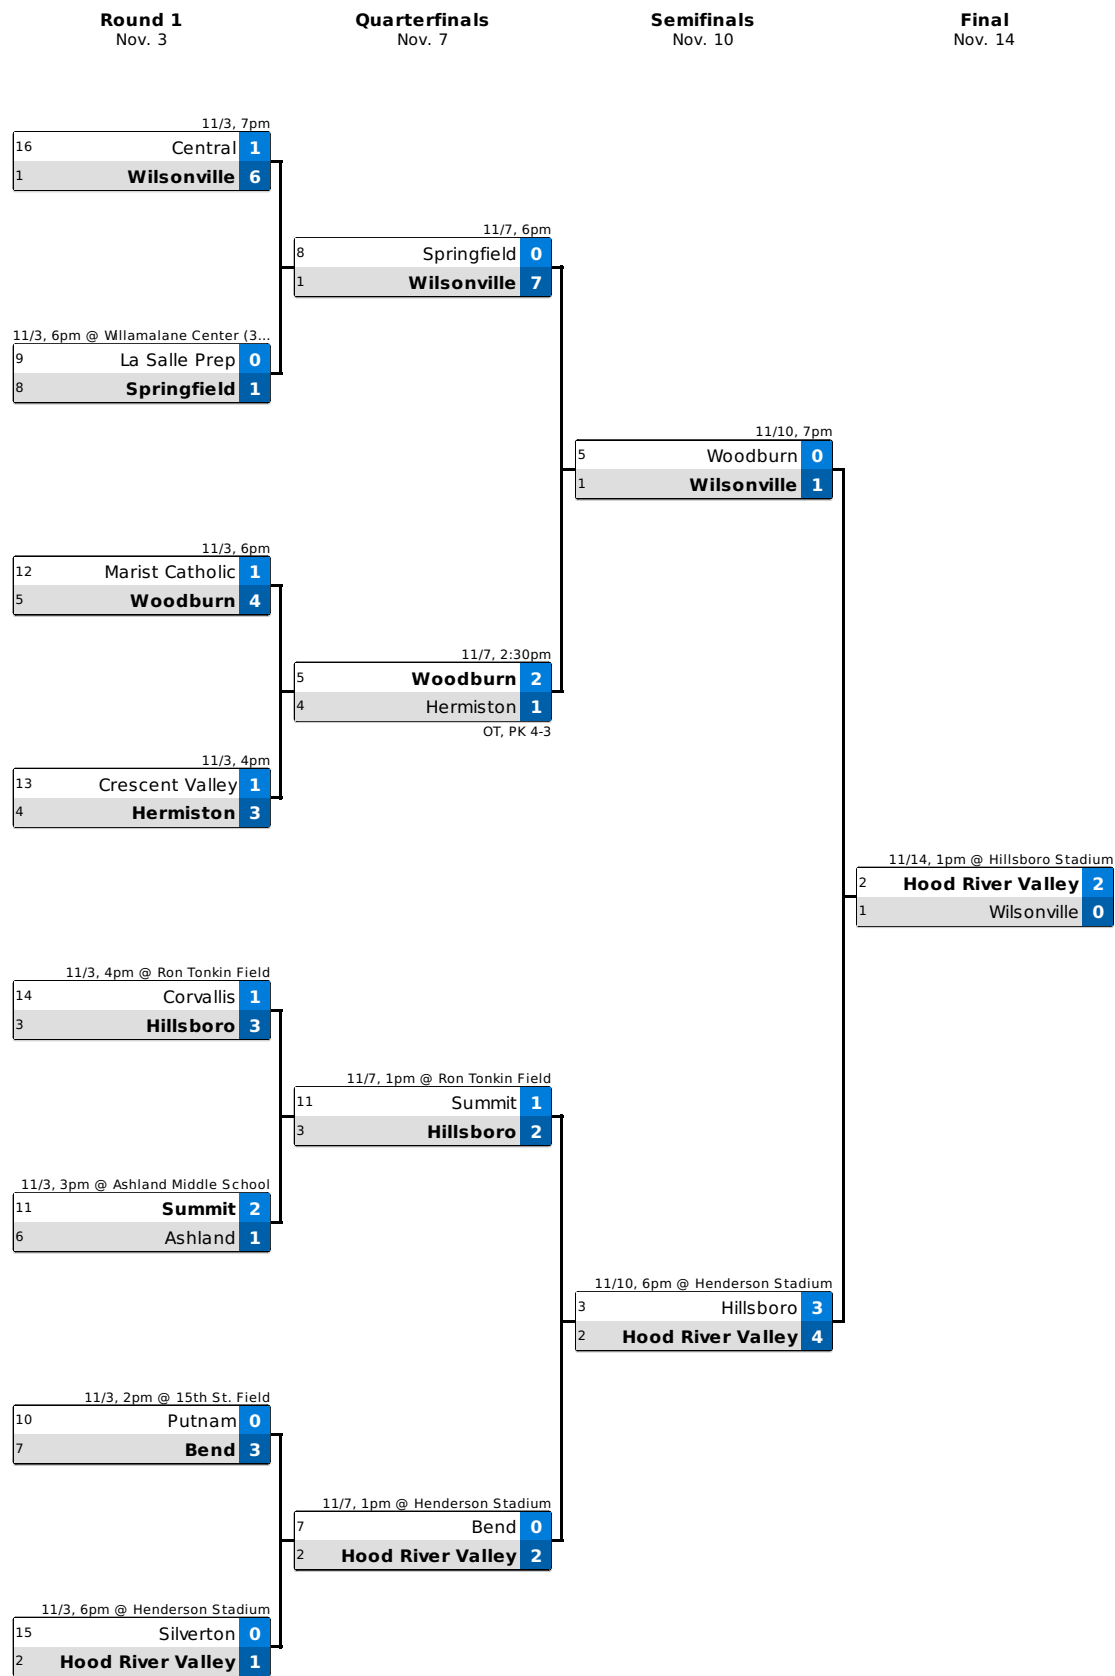 Round 1
Nov. 3
Quarterfinals
Nov. 7
Semifinals
Nov. 10
Final
Nov. 14
11/3, 7pm
16 Central 1
1 Wilsonville 6
11/3, 6pm @ Willamalane Center (3...
9 La Salle Prep 0
8 Springfield 1
11/3, 6pm
12 Marist Catholic 1
5 Woodburn 4
11/3, 4pm
13 Crescent Valley 1
4 Hermiston 3
11/3, 4pm @ Ron Tonkin Field
14 Corvallis 1
3 Hillsboro 3
11/3, 3pm @ Ashland Middle School
11 Summit 2
6 Ashland 1
11/3, 2pm @ 15th St. Field
10 Putnam 0
7 Bend 3
11/3, 6pm @ Henderson Stadium
15 Silverton 0
2 Hood River Valley 1
11/7, 6pm
8 Springfield 0
1 Wilsonville 7
11/7, 2:30pm
5 Woodburn 2
4 Hermiston 1
OT, PK 4-3
11/7, 1pm @ Ron Tonkin Field
11 Summit 1
3 Hillsboro 2
11/7, 1pm @ Henderson Stadium
7 Bend 0
2 Hood River Valley 2
11/10, 7pm
5 Woodburn 0
1 Wilsonville 1
11/10, 6pm @ Henderson Stadium
3 Hillsboro 3
2 Hood River Valley 4
11/14, 1pm @ Hillsboro Stadium
2 Hood River Valley 2
1 Wilsonville 0